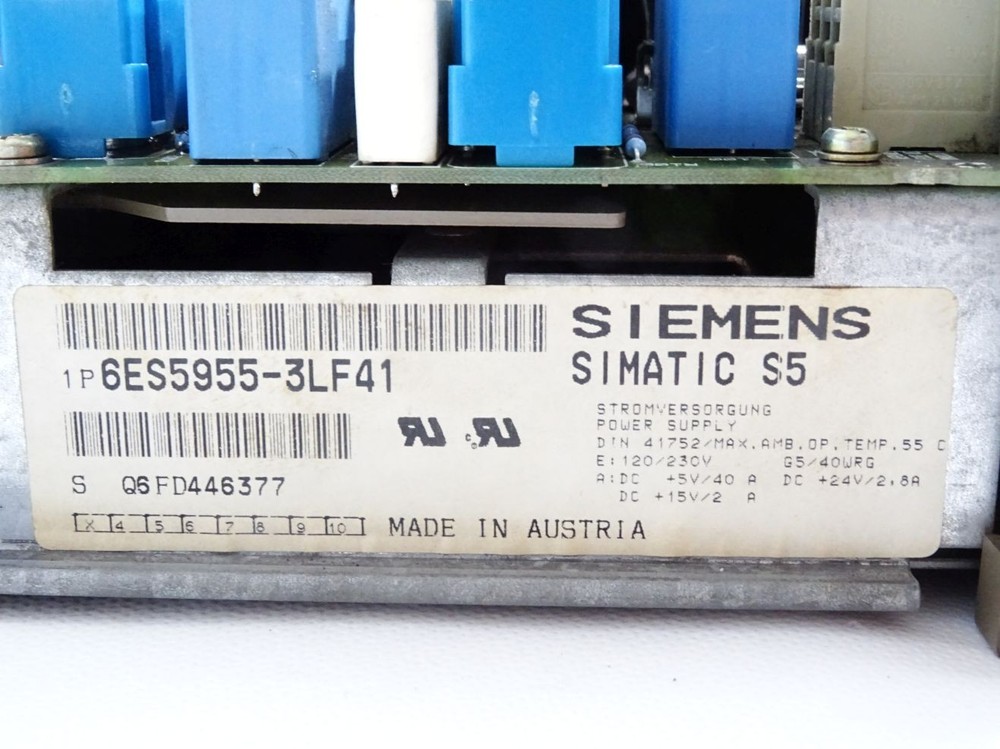 SIEMENS
1P 6ES5955-3LF41
SIMATIC S5
STROMVERSORGUNG
POWER SUPPLY
DIN 41752/MAX.AMB.OP.TEMP.55 C
E:120/230V G5/40WRG
A:DC +5V/40 A DC +24V/2,8A
DC +15V/2 A
S Q6FD446377
X 4 5 6 7 8 9 10
MADE IN AUSTRIA